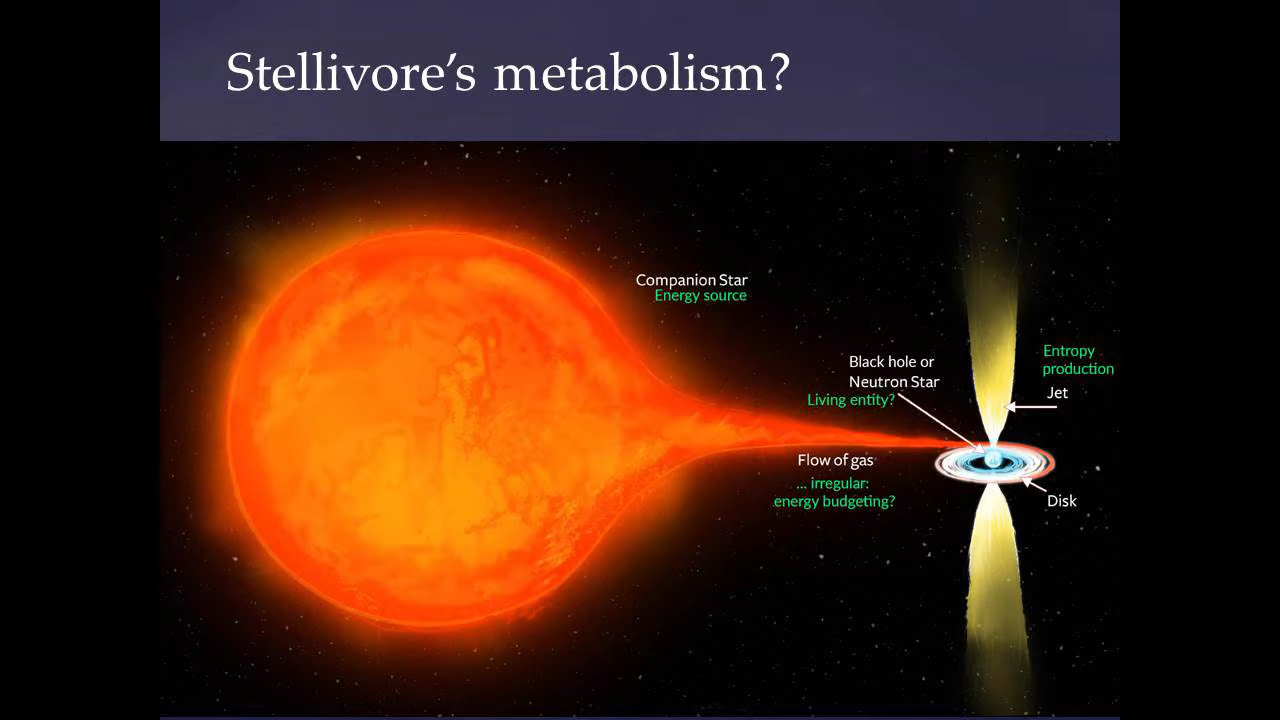 Stellivore’s metabolism?
Companion Star
Energy source
Black hole or
Neutron Star
Living entity?
Entropy
production
Jet
Flow of gas
... irregular:
energy budgeting?
Disk